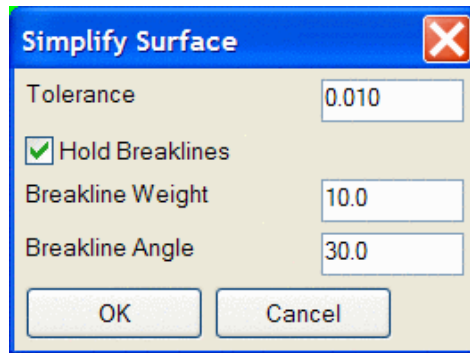 Simplify Surface
Tolerance 0.010
Hold Breaklines
Breakline Weight 10.0
Breakline Angle 30.0
OK Cancel